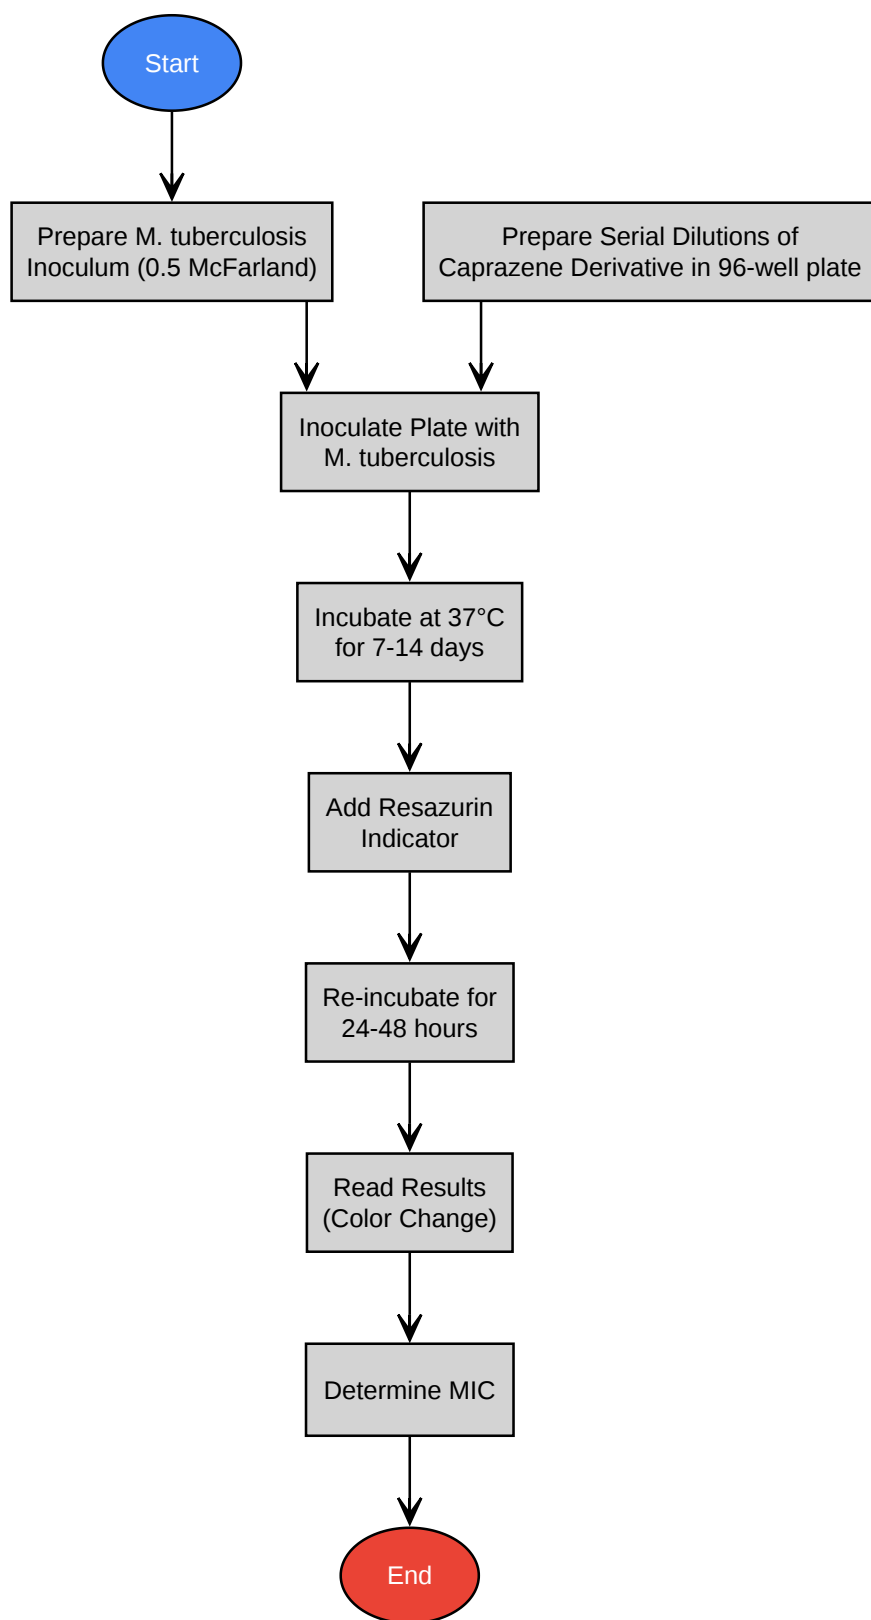 Start
Prepare M. tuberculosis
Inoculum (0.5 McFarland)
Prepare Serial Dilutions of
Caprazene Derivative in 96-well plate
Inoculate Plate with
M. tuberculosis
Incubate at 37°C
for 7-14 days
Add Resazurin
Indicator
Re-incubate for
24-48 hours
Read Results
(Color Change)
Determine MIC
End